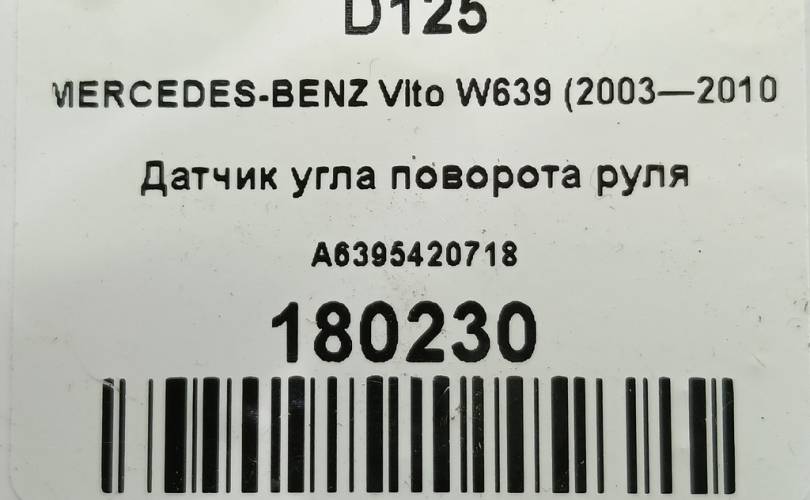 D125
MERCEDES-BENZ Vito W639 (2003—2010
Датчик угла поворота руля
A6395420718
180230